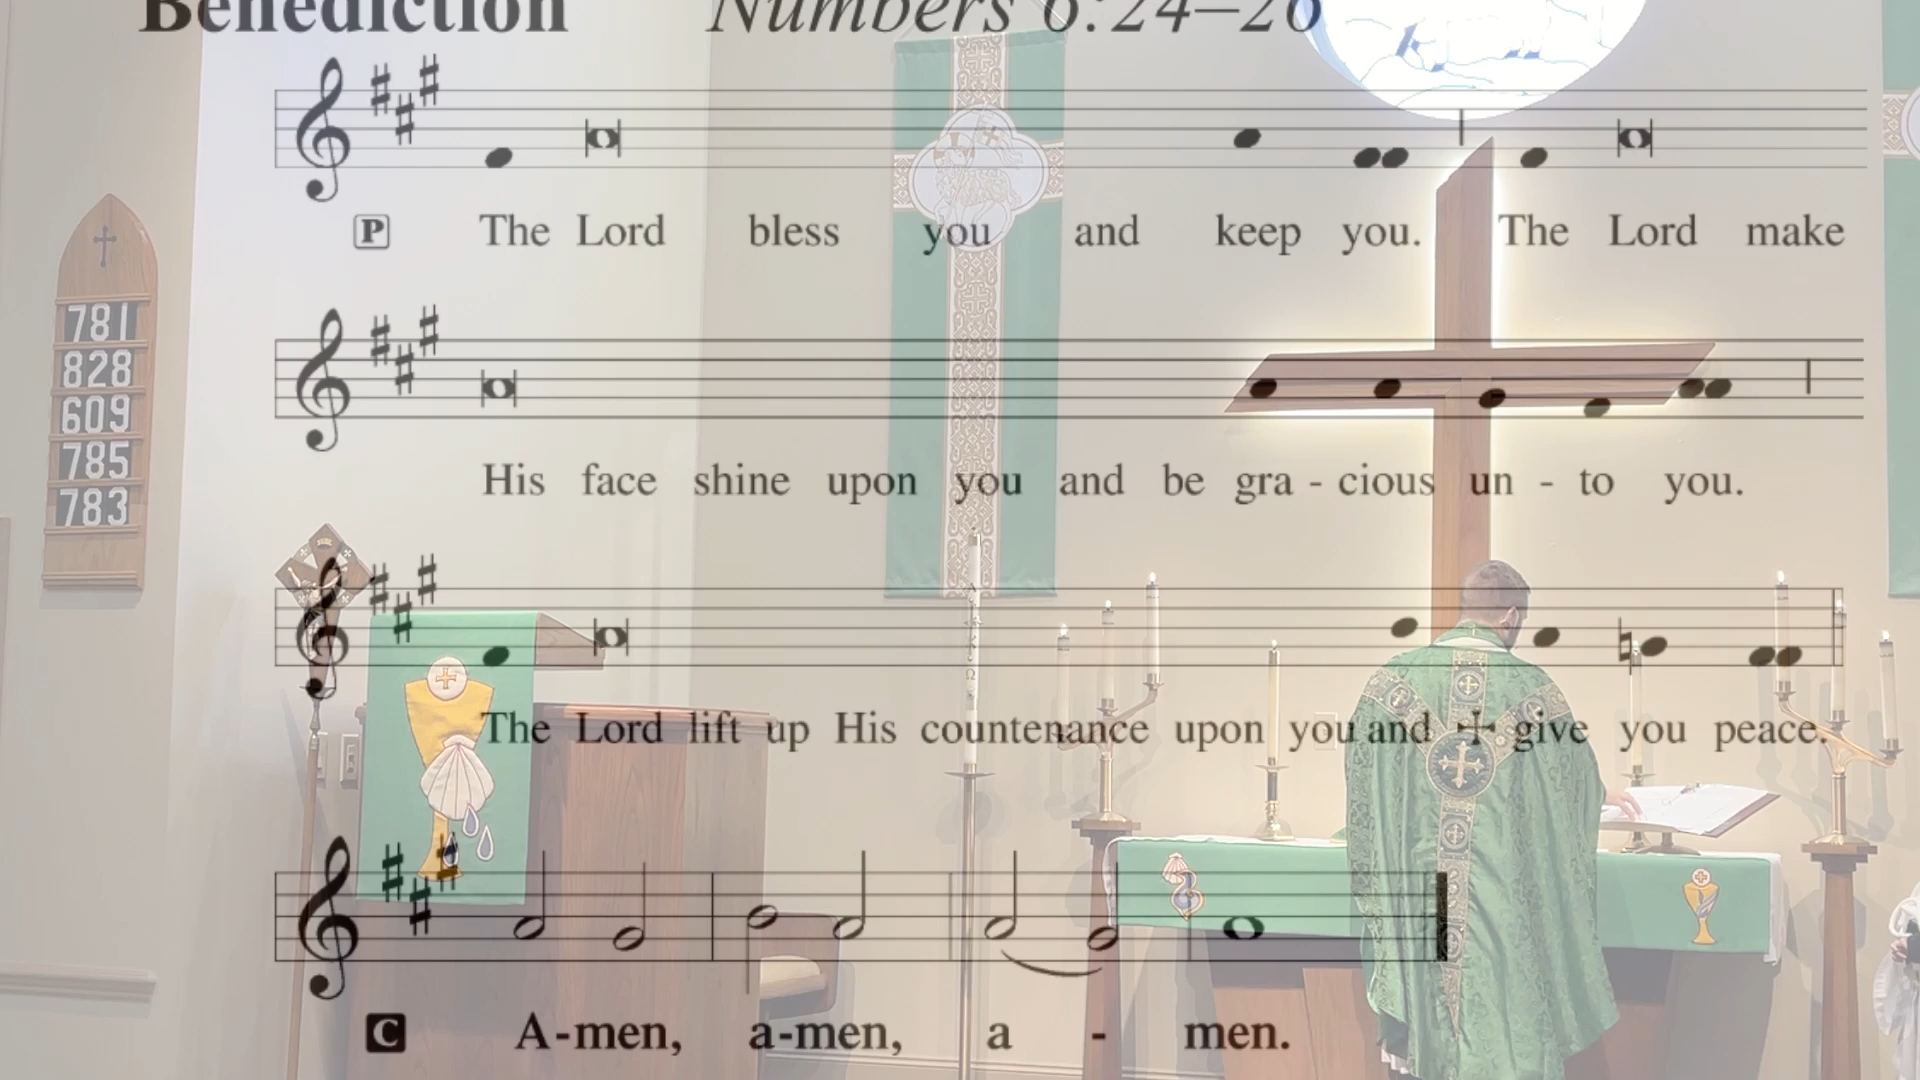 Benediction Numbers 6:24–26
P The Lord bless you and keep you. The Lord make
His face shine upon you and be gra - cious un - to you.
The Lord lift up His countenance upon you and ☩ give you peace.
C A-men, a-men, a - men.
781
828
609
785
783